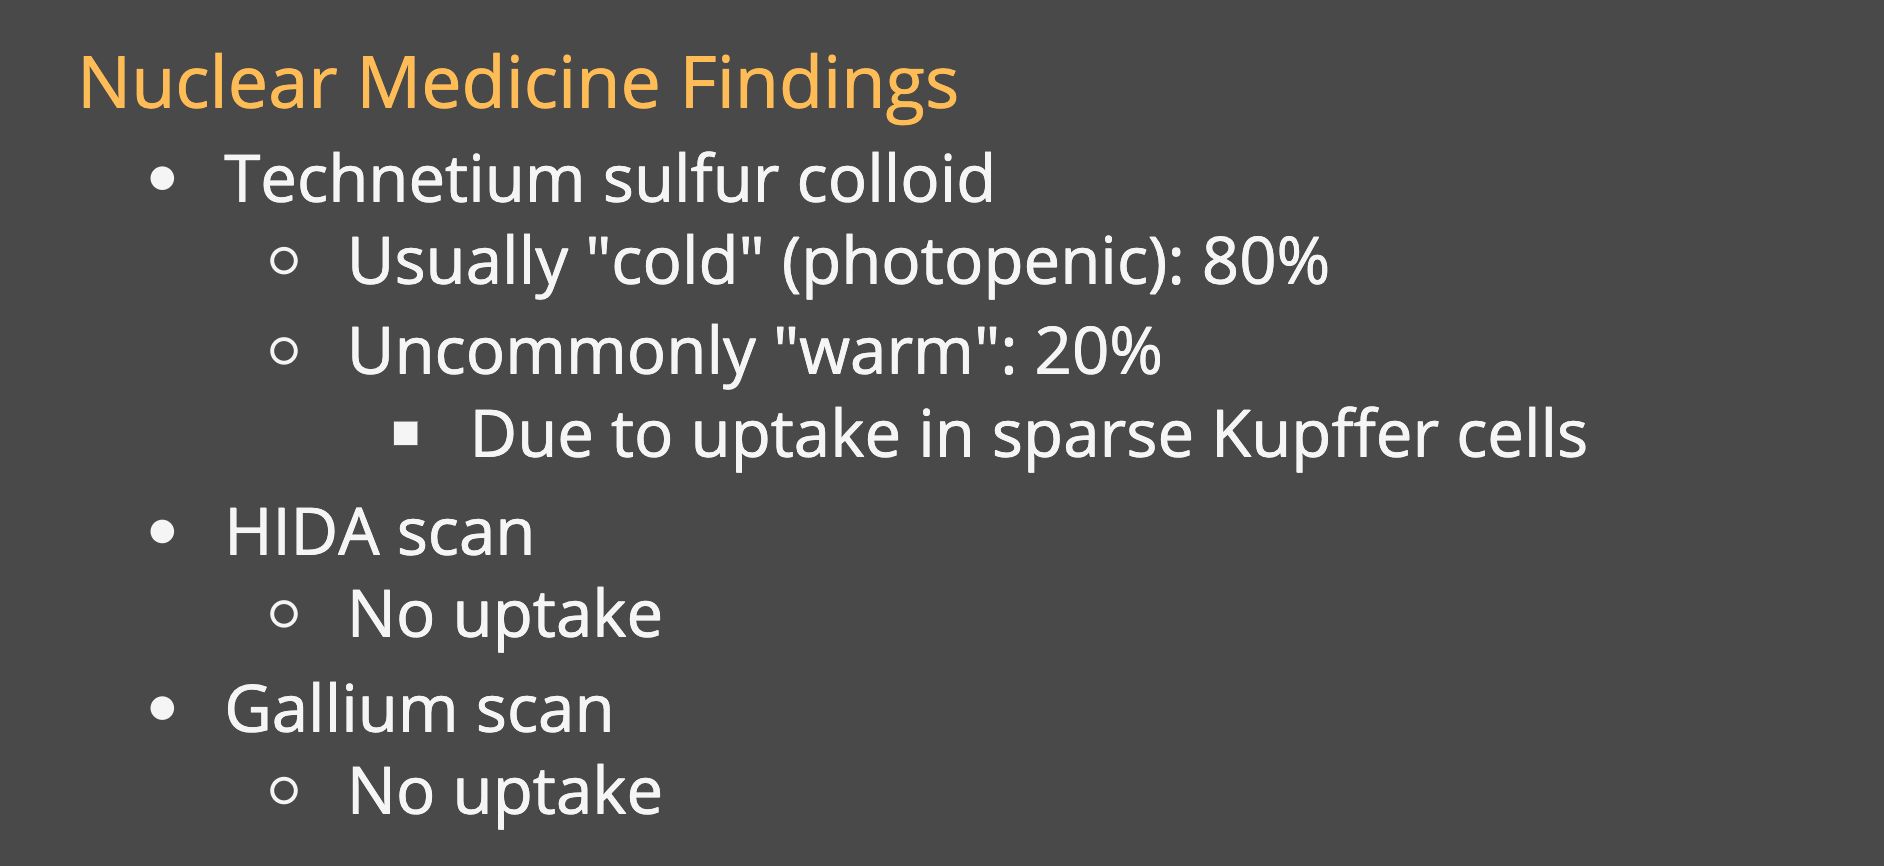 Nuclear Medicine Findings
• Technetium sulfur colloid
○ Usually "cold" (photopenic): 80%
○ Uncommonly "warm": 20%
▪ Due to uptake in sparse Kupffer cells
• HIDA scan
○ No uptake
• Gallium scan
○ No uptake